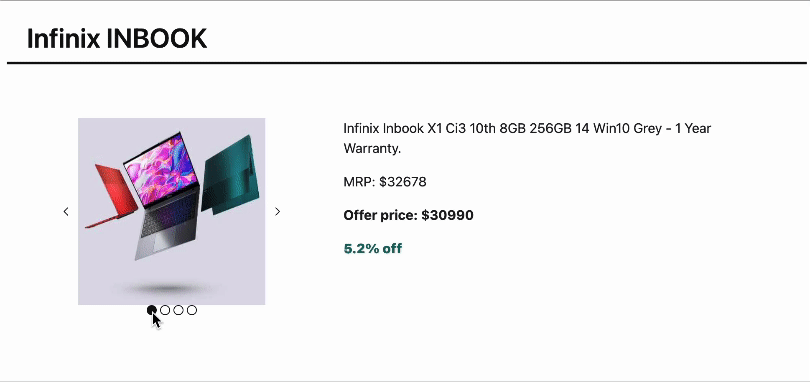 Infinix INBOOK
Infinix Inbook X1 Ci3 10th 8GB 256GB 14 Win10 Grey - 1 Year
Warranty.
MRP: $32678
Offer price: $30990
5.2% off